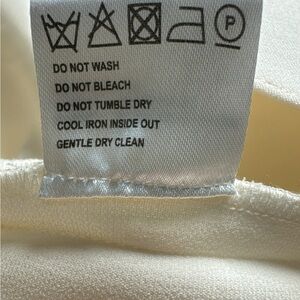 P
DO NOT WASH
DO NOT BLEACH
DO NOT TUMBLE DRY
COOL IRON INSIDE OUT
GENTLE DRY CLEAN